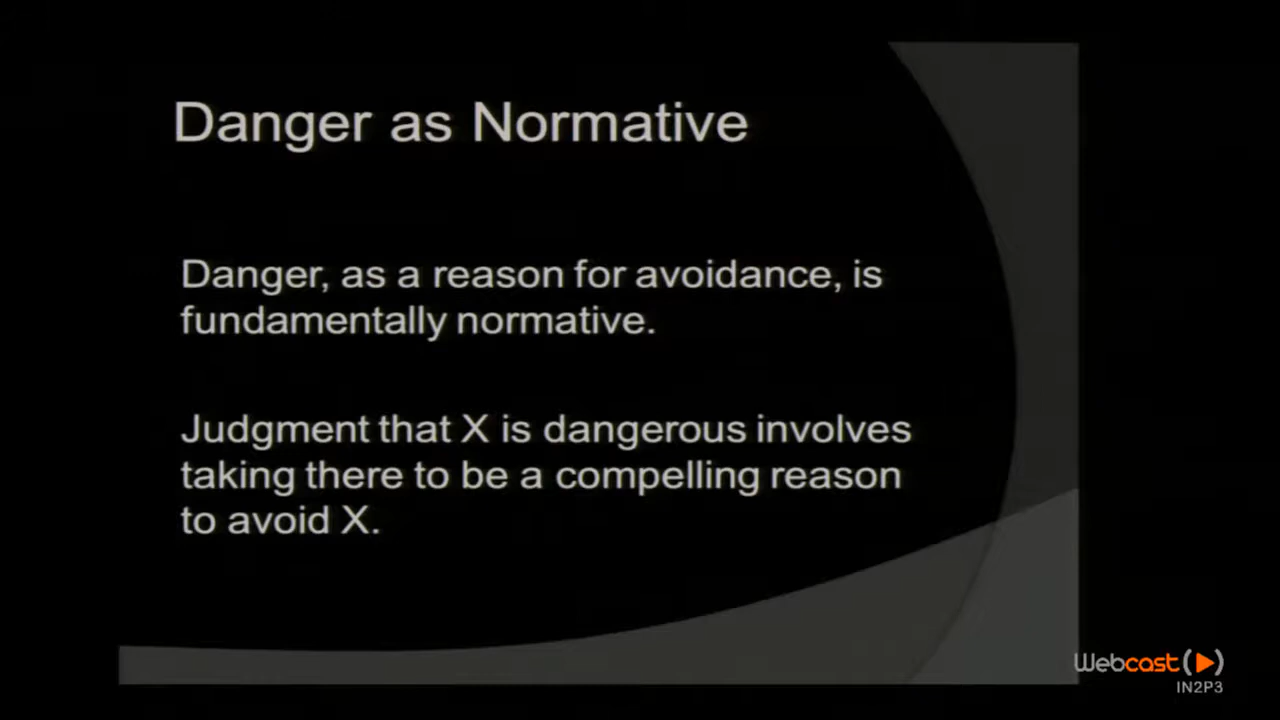 Danger as Normative
Danger, as a reason for avoidance, is
fundamentally normative.
Judgment that X is dangerous involves
taking there to be a compelling reason
to avoid X.
Webcast
IN2P3